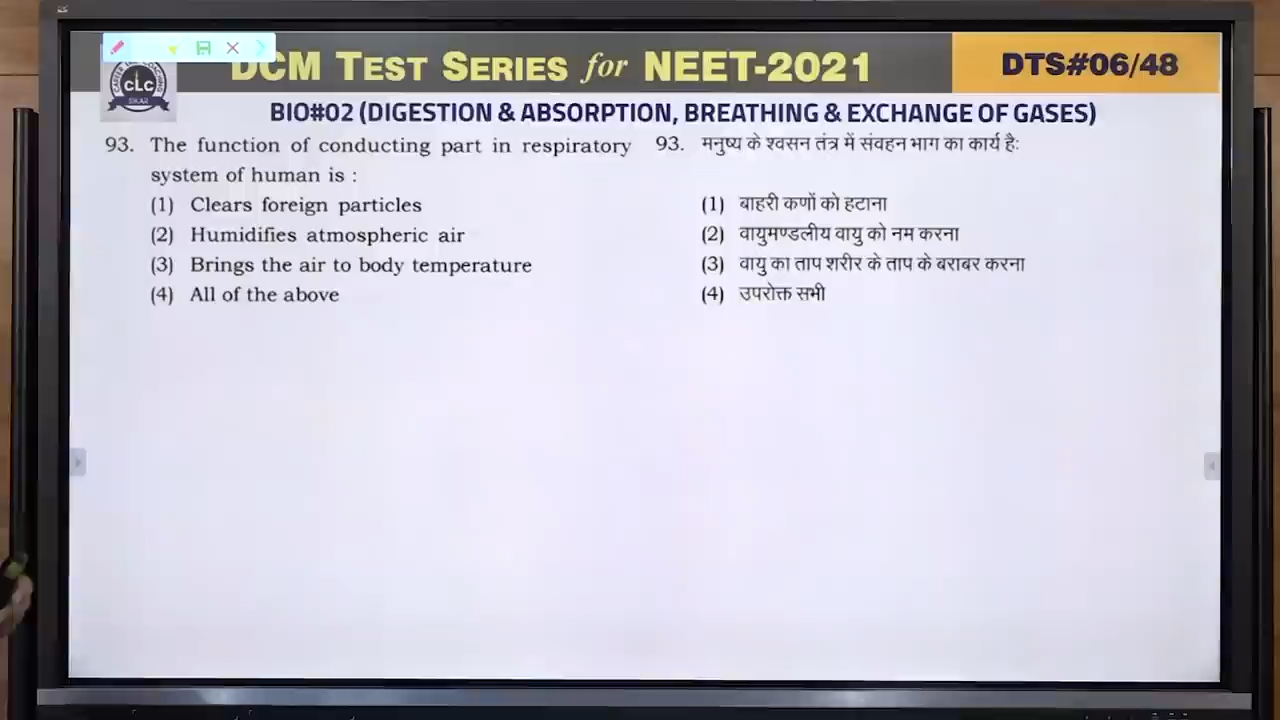 DCM TEST SERIES for NEET-2021
DTS#06/48
CLC
SIKAR
BIO#02 (DIGESTION & ABSORPTION, BREATHING & EXCHANGE OF GASES)
93. The function of conducting part in respiratory
system of human is :
(1) Clears foreign particles
(2) Humidifies atmospheric air
(3) Brings the air to body temperature
(4) All of the above
93. मनुष्य के श्वसन तंत्र में संवहन भाग का कार्य है:
(1) बाहरी कणों को हटाना
(2) वायुमण्डलीय वायु को नम करना
(3) वायु का ताप शरीर के ताप के बराबर करना
(4) उपरोक्त सभी